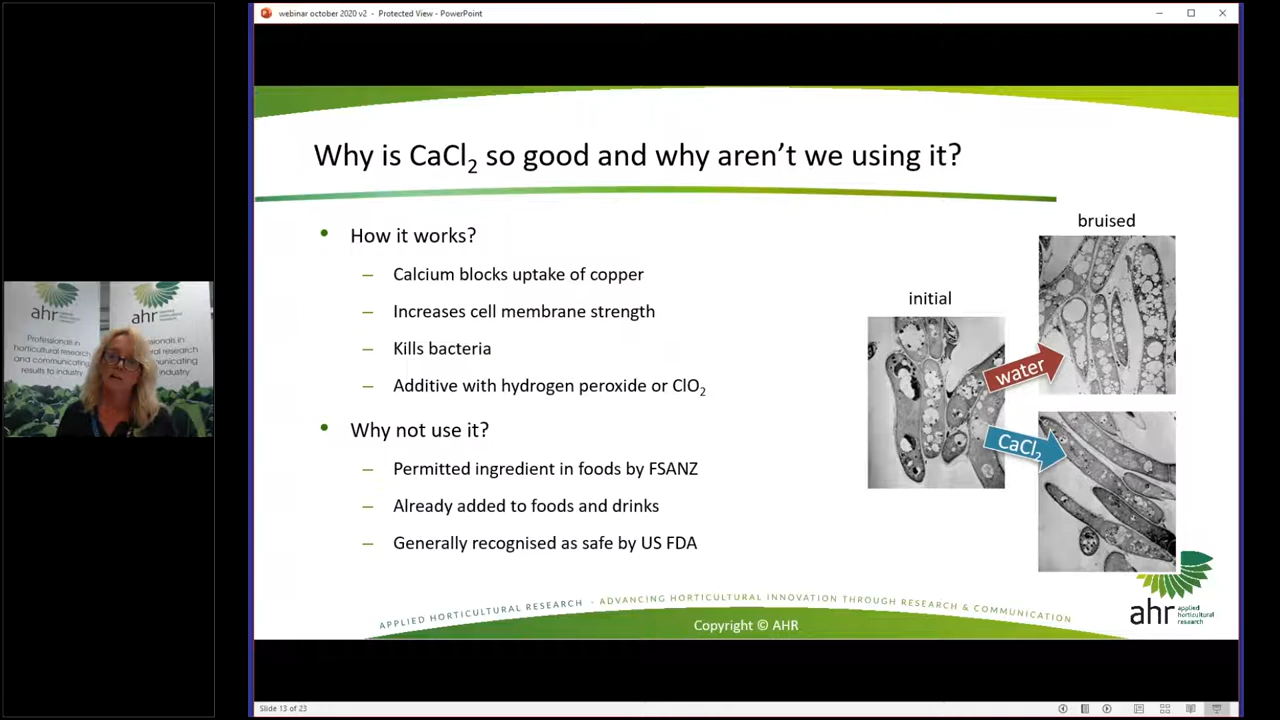 webinar october 2020 v2 - Protected View - PowerPoint
Why is CaCl₂ so good and why aren't we using it?
• How it works?
– Calcium blocks uptake of copper
– Increases cell membrane strength
– Kills bacteria
– Additive with hydrogen peroxide or ClO₂
• Why not use it?
– Permitted ingredient in foods by FSANZ
– Already added to foods and drinks
– Generally recognised as safe by US FDA
initial
bruised
water
CaCl₂
APPLIED HORTICULTURAL RESEARCH - ADVANCING HORTICULTURAL INNOVATION THROUGH RESEARCH & COMMUNICATION
Copyright © AHR
ahr applied
horticultural
research
Slide 13 of 23
ahr
Professionals in
horticultural research
and communicating
results to industry
ahr